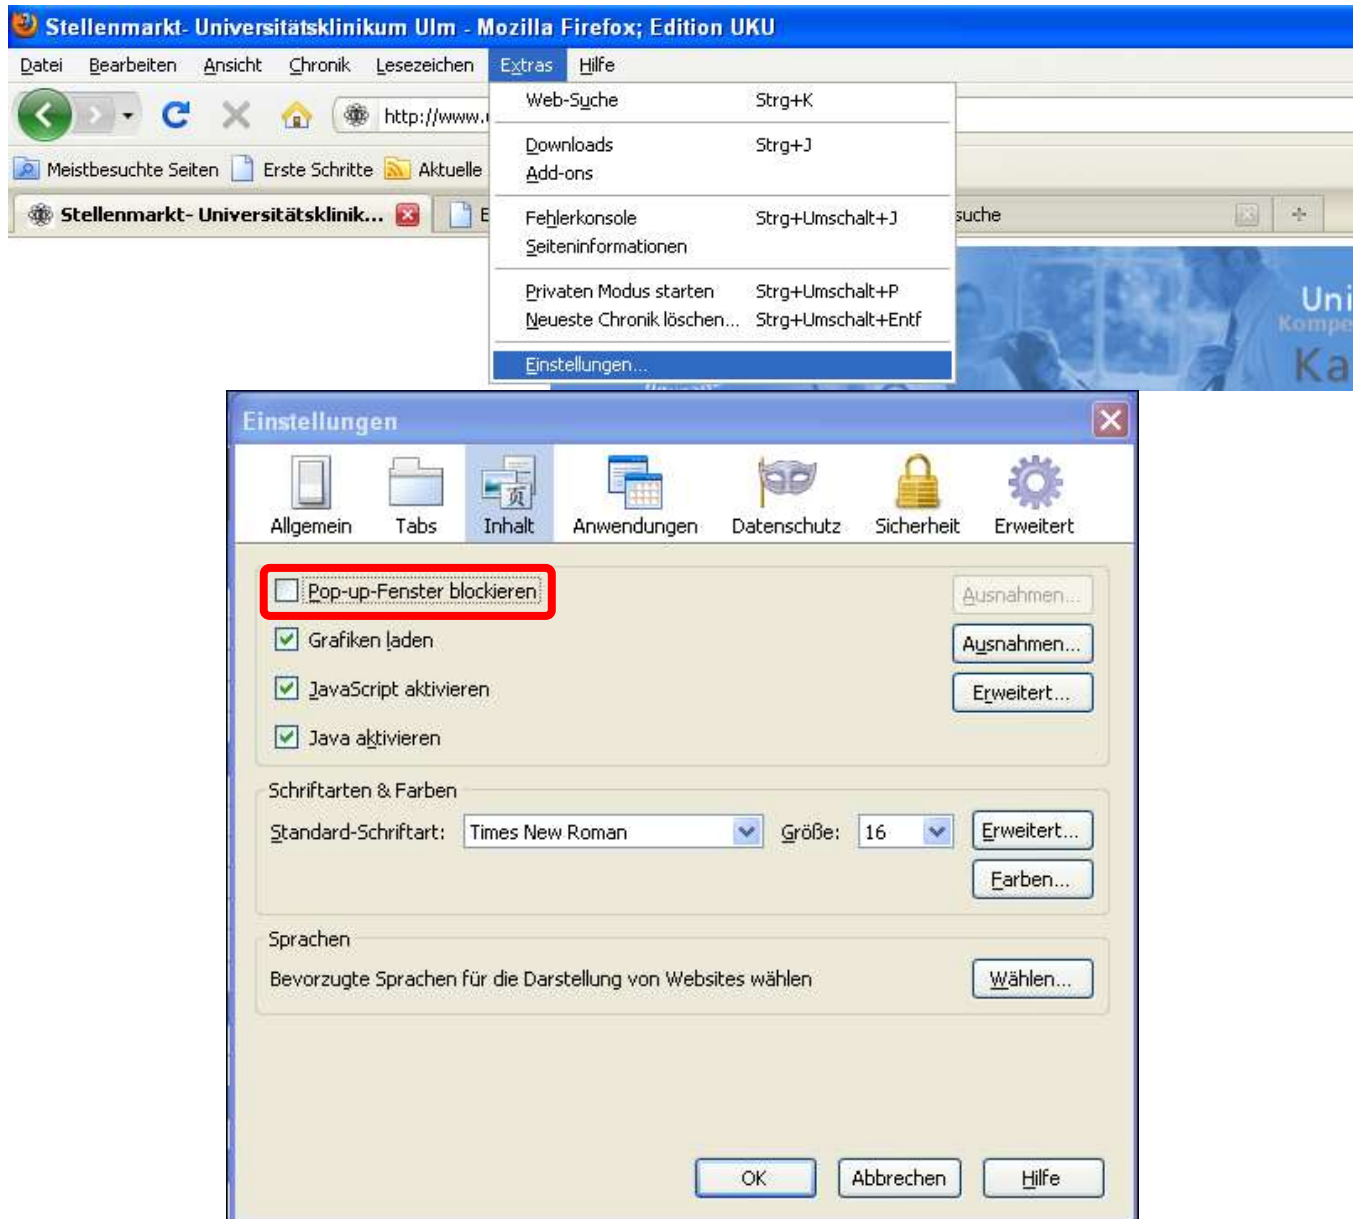 Stellenmarkt- Universitätsklinikum Ulm - Mozilla Firefox; Edition UKU
Datei Bearbeiten Ansicht Chronik Lesezeichen Extras Hilfe
http://www.
Web-Suche Strg+K
Downloads Strg+J
Add-ons
Fehlerkonsole Strg+Umschalt+J
Seiteninformationen
Privaten Modus starten Strg+Umschalt+P
Neueste Chronik löschen... Strg+Umschalt+Entf
Einstellungen...
Meistbesuchte Seiten Erste Schritte Aktuelle
Stellenmarkt- Universitätsklinik... E suche
Uni
Kompe
Ka
Einstellungen
Allgemein Tabs Inhalt Anwendungen Datenschutz Sicherheit Erweitert
页
Pop-up-Fenster blockieren Ausnahmen...
Grafiken laden Ausnahmen...
JavaScript aktivieren Erweitert...
Java aktivieren
Schriftarten & Farben
Standard-Schriftart: Times New Roman Größe: 16 Erweitert...
Farben...
Sprachen
Bevorzugte Sprachen für die Darstellung von Websites wählen Wählen...
OK Abbrechen Hilfe